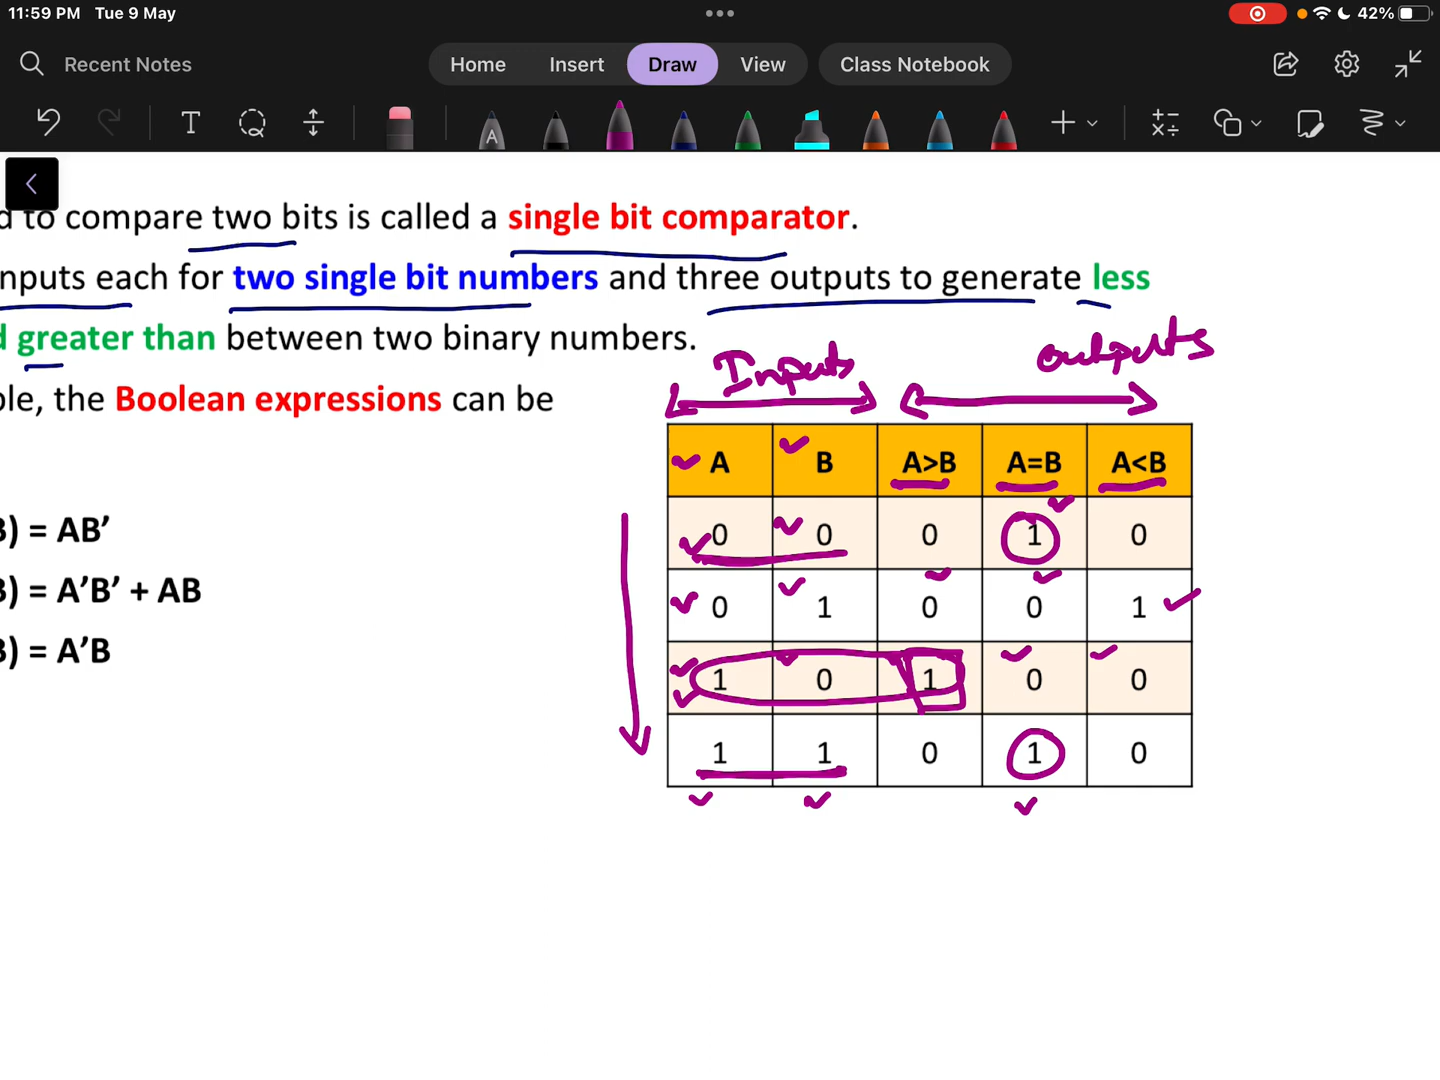 11:59 PM Tue 9 May
42%
Recent Notes
Home Insert Draw View Class Notebook
T A
d to compare two bits is called a single bit comparator.
nputs each for two single bit numbers and three outputs to generate less
d greater than between two binary numbers.
Inputs outputs
ole, the Boolean expressions can be
A B A>B A=B A<B
0 0 0 1 0
B) = AB’
0 1 0 0 1
B) = A’B’ + AB
1 0 1 0 0
B) = A’B
1 1 0 1 0